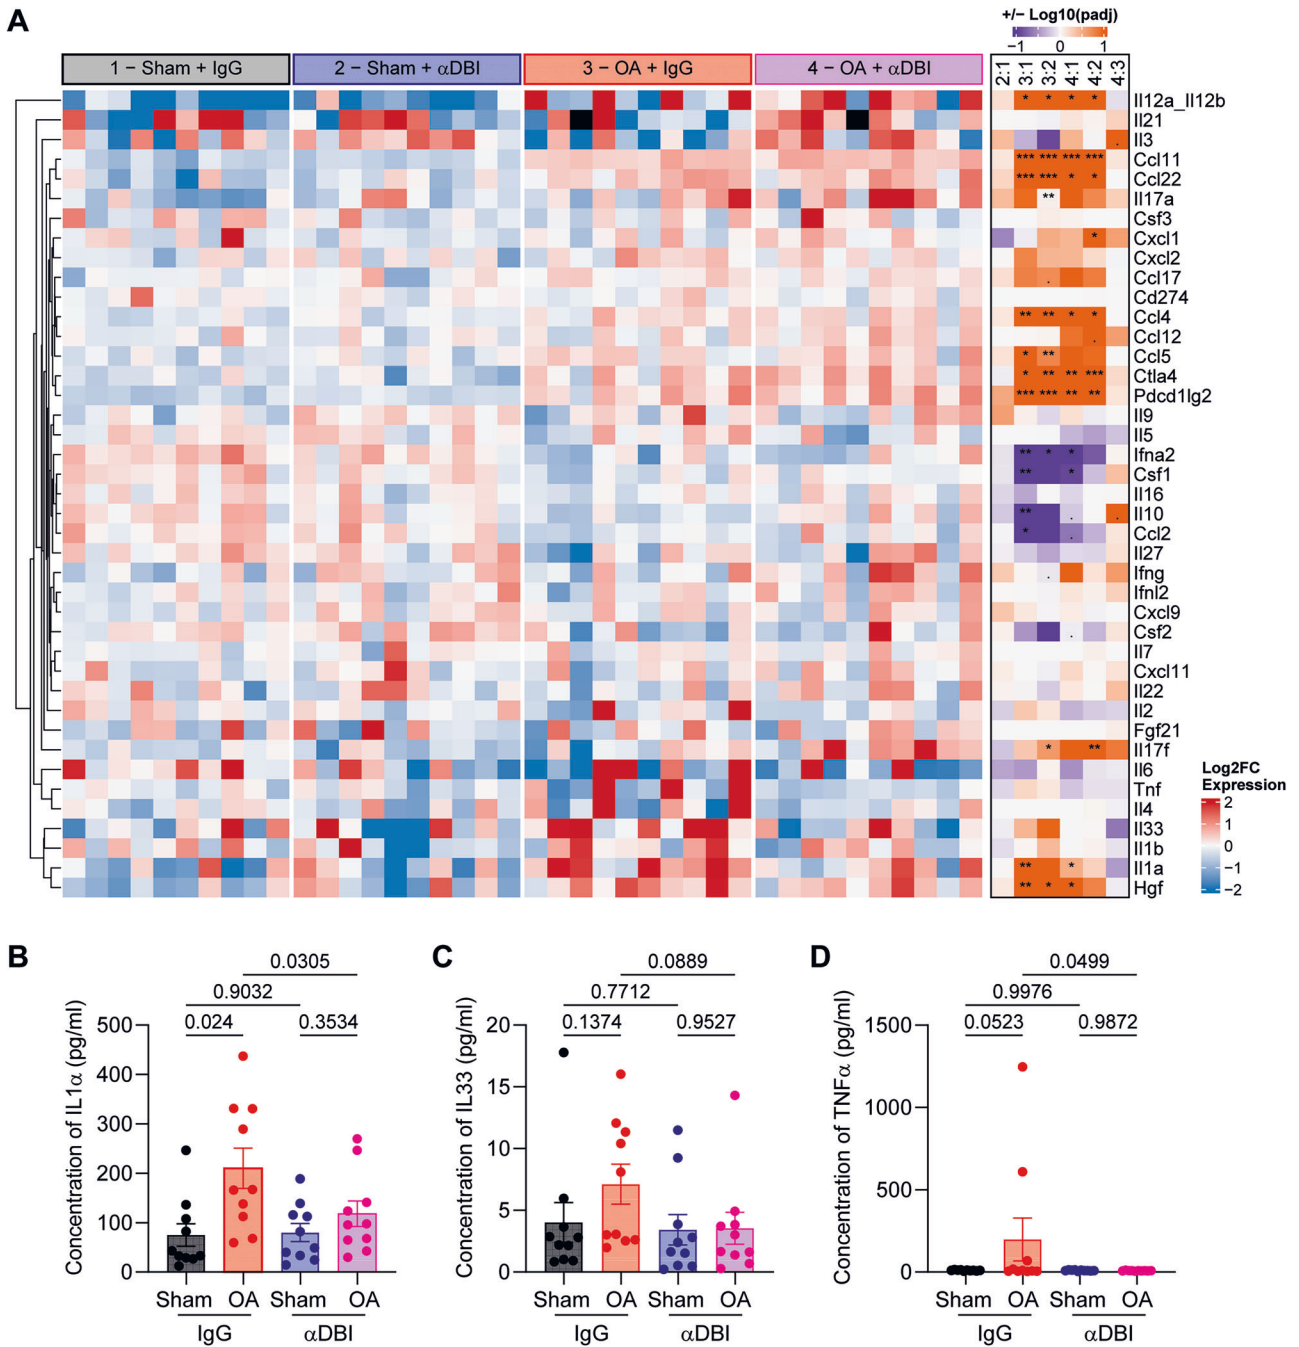 A
+/− Log10(padj)
−1 0 1
1 − Sham + IgG
2 − Sham + αDBI
3 − OA + IgG
4 − OA + αDBI
2:1 3:1 3:2 4:1 4:2 4:3
* * * * Il12a_Il12b
Il21
. Il3
*** *** *** *** Ccl11
*** *** * * Ccl22
** Il17a
Csf3
* Cxcl1
Cxcl2
. Ccl17
Cd274
** ** * * Ccl4
. . Ccl12
* ** Ccl5
* ** ** *** Ctla4
*** *** ** ** Pdcd1lg2
Il9
Il5
** * * Ifna2
** * Csf1
Il16
** . . Il10
* . Ccl2
Il27
. Ifng
Ifnl2
Cxcl9
. Csf2
Il7
Cxcl11
Il22
Il2
Fgf21
* ** Il17f
Il6
Tnf
Il4
Il33
Il1b
** * Il1a
** * * Hgf
Log2FC
Expression
2
1
0
−1
−2
B
0.0305
0.9032
0.024 0.3534
Concentration of IL1α (pg/ml)
500
400
300
200
100
0
Sham OA Sham OA
IgG αDBI
C
0.0889
0.7712
0.1374 0.9527
Concentration of IL33 (pg/ml)
20
15
10
5
0
Sham OA Sham OA
IgG αDBI
D
0.0499
0.9976
0.0523 0.9872
Concentration of TNFα (pg/ml)
1500
1000
500
0
Sham OA Sham OA
IgG αDBI